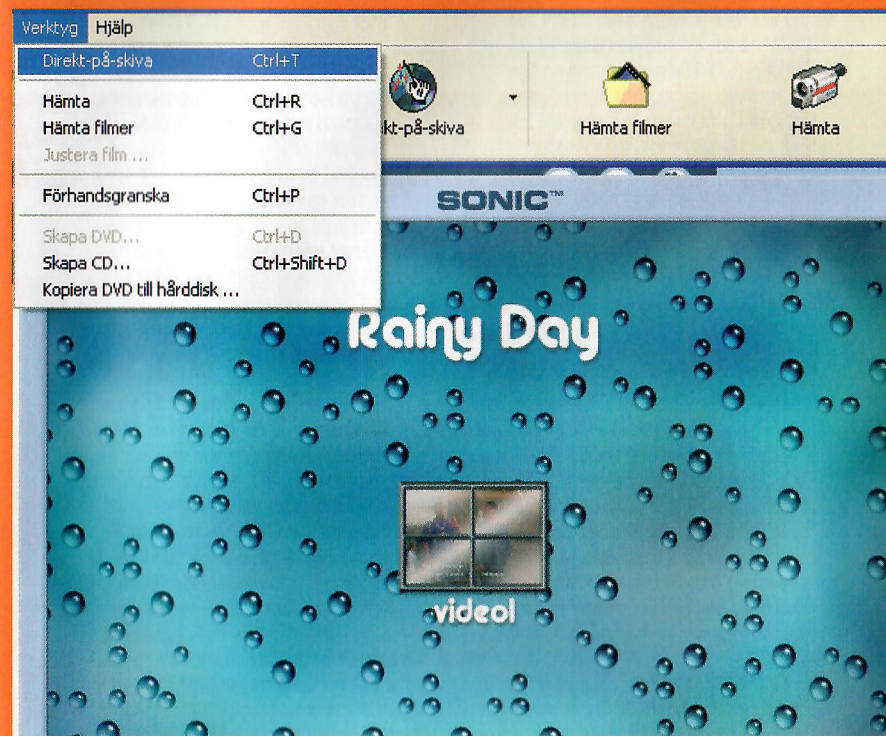 Verktyg Hjälp
Direkt-på-skiva Ctrl+T
Hämta Ctrl+R
Hämta filmer Ctrl+G
Justera film ...
Förhandsgranska Ctrl+P
Skapa DVD... Ctrl+D
Skapa CD... Ctrl+Shift+D
Kopiera DVD till hårddisk ...
kt-på-skiva
Hämta filmer
Hämta
SONIC™
Rainy Day
video1